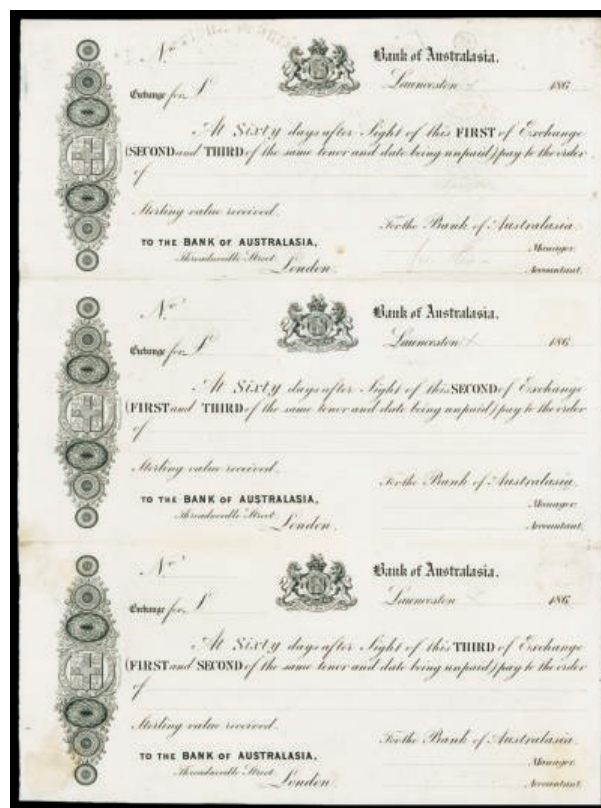 No
Bank of Australasia.
Launceston 186
Exchange for £
At Sixty days after Sight of this FIRST of Exchange
(SECOND and THIRD of the same tenor and date being unpaid) pay to the order
of
Sterling value received.
For the Bank of Australasia
TO THE BANK OF AUSTRALASIA,
Manager.
Threadneedle Street
London.
Accountant.
No
Bank of Australasia.
Launceston 186
Exchange for £
At Sixty days after Sight of this SECOND of Exchange
(FIRST and THIRD of the same tenor and date being unpaid) pay to the order
of
Sterling value received.
For the Bank of Australasia.
TO THE BANK OF AUSTRALASIA,
Manager.
Threadneedle Street
London.
Accountant.
No
Bank of Australasia.
Launceston 186
Exchange for £
At Sixty days after Sight of this THIRD of Exchange
(FIRST and SECOND of the same tenor and date being unpaid) pay to the order
of
Sterling value received.
For the Bank of Australasia.
TO THE BANK OF AUSTRALASIA,
Manager.
Threadneedle Street
London.
Accountant.